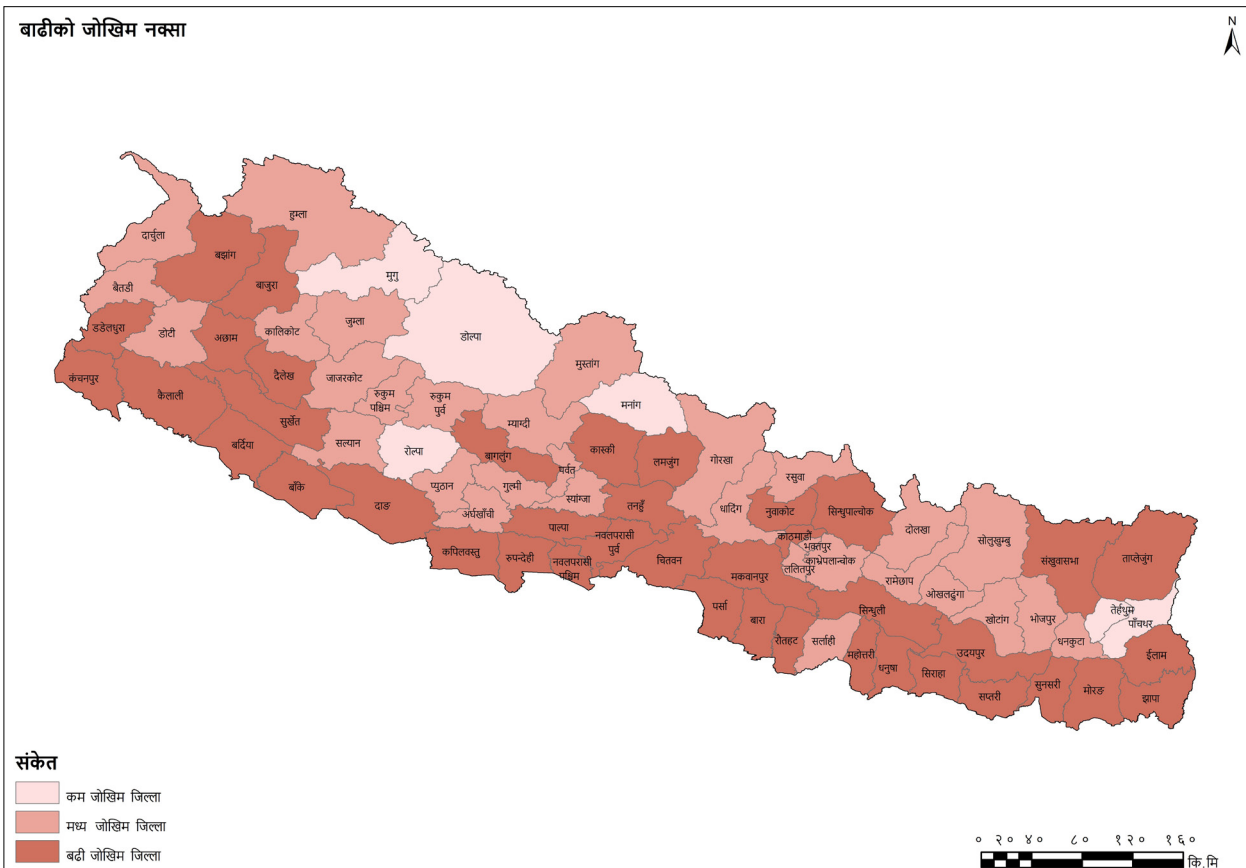 बाढीको जोखिम नक्सा
N
हुम्ला
दार्चुला
बझांग
मुगु
बाजुरा
बैतडी
डडेलधुरा
डोटी
अछाम
कालिकोट
जुम्ला
डोल्पा
मुस्तांग
कंचनपुर
कैलाली
दैलेख
जाजरकोट
रुकुम
पश्चिम
रुकुम
पुर्व
मनांग
म्याग्दी
सुर्खेत
बर्दिया
सल्यान
रोल्पा
बागलुंग
कास्की
लमजुंग
गोरखा
पर्वत
रसुवा
बाँके
दाङ
प्युठान
गुल्मी
स्यांग्जा
अर्घखाँची
तनहुँ
धादिंग
नुवाकोट
सिन्धुपाल्चोक
दोलखा
सोलुखुम्बु
संखुवासभा
ताप्लेजुंग
पाल्पा
नवलपरासी
पुर्व
काठमाडौं
भक्तपुर
काभ्रेपलान्चोक
ललितपुर
कपिलवस्तु
रुपन्देही
नवलपरासी
पश्चिम
चितवन
मकवानपुर
रामेछाप
ओखलढुंगा
पर्सा
बारा
रौतहट
सर्लाही
सिन्धुली
खोटांग
भोजपुर
तेर्हथुम
पाँचथर
धनकुटा
महोत्तरी
धनुषा
सिराहा
उदयपुर
सप्तरी
सुनसरी
मोरङ
ईलाम
झापा
संकेत
कम जोखिम जिल्ला
मध्य जोखिम जिल्ला
बढी जोखिम जिल्ला
० २० ४० ८० १२० १६०
कि.मि